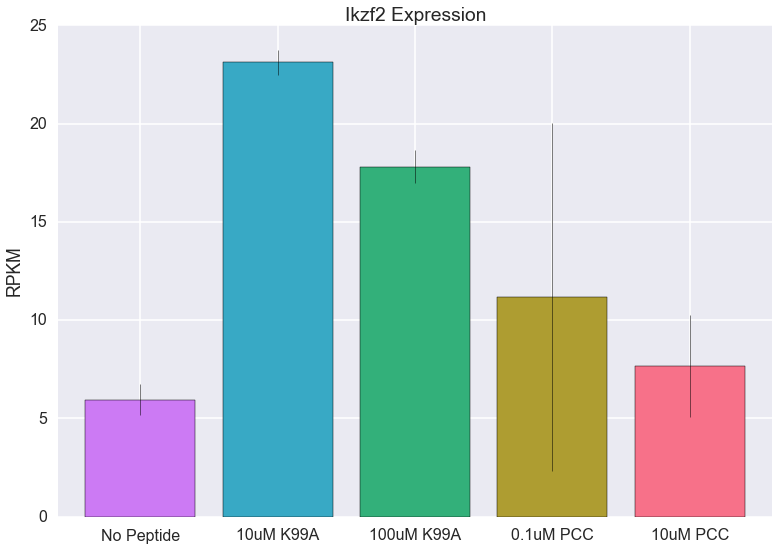 Ikzf2 Expression
RPKM
25
20
15
10
5
0
No Peptide
10uM K99A
100uM K99A
0.1uM PCC
10uM PCC